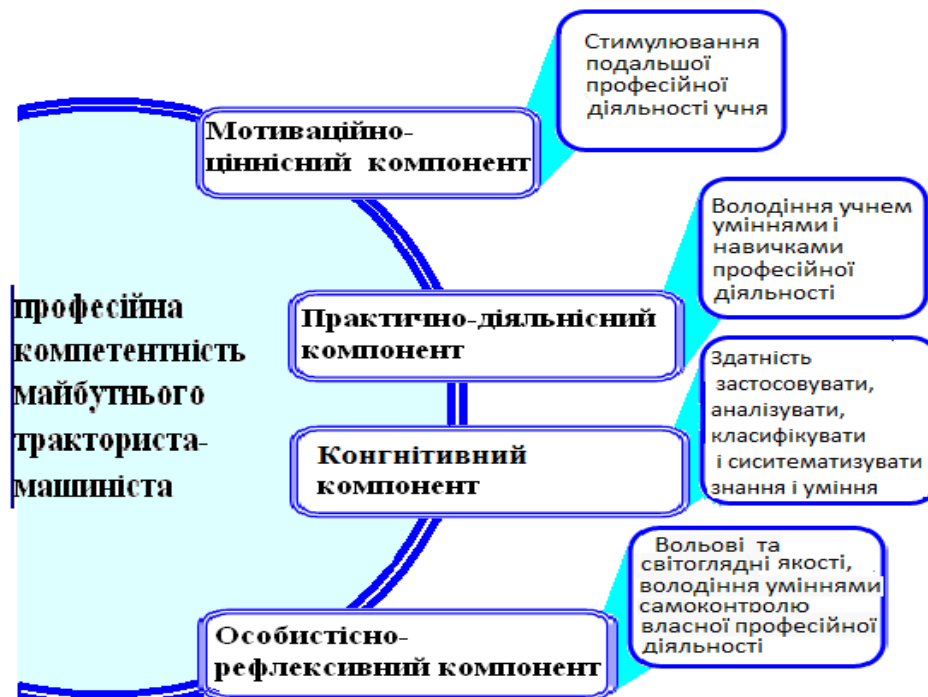 професійна
компетентність
майбутнього
тракториста-
машиніста
Мотиваційно-
ціннісний компонент
Стимулювання
подальшої
професійної
діяльності учня
Практично-діяльнісний
компонент
Володіння учнем
уміннями і
навичками
професійної
діяльності
Конгнітивний
компонент
Здатність
застосовувати,
аналізувати,
класифікувати
і сиситематизувати
знання і уміння
Особистісно-
рефлексивний компонент
Вольові та
світоглядні якості,
володіння уміннями
самоконтролю
власної професійної
діяльності